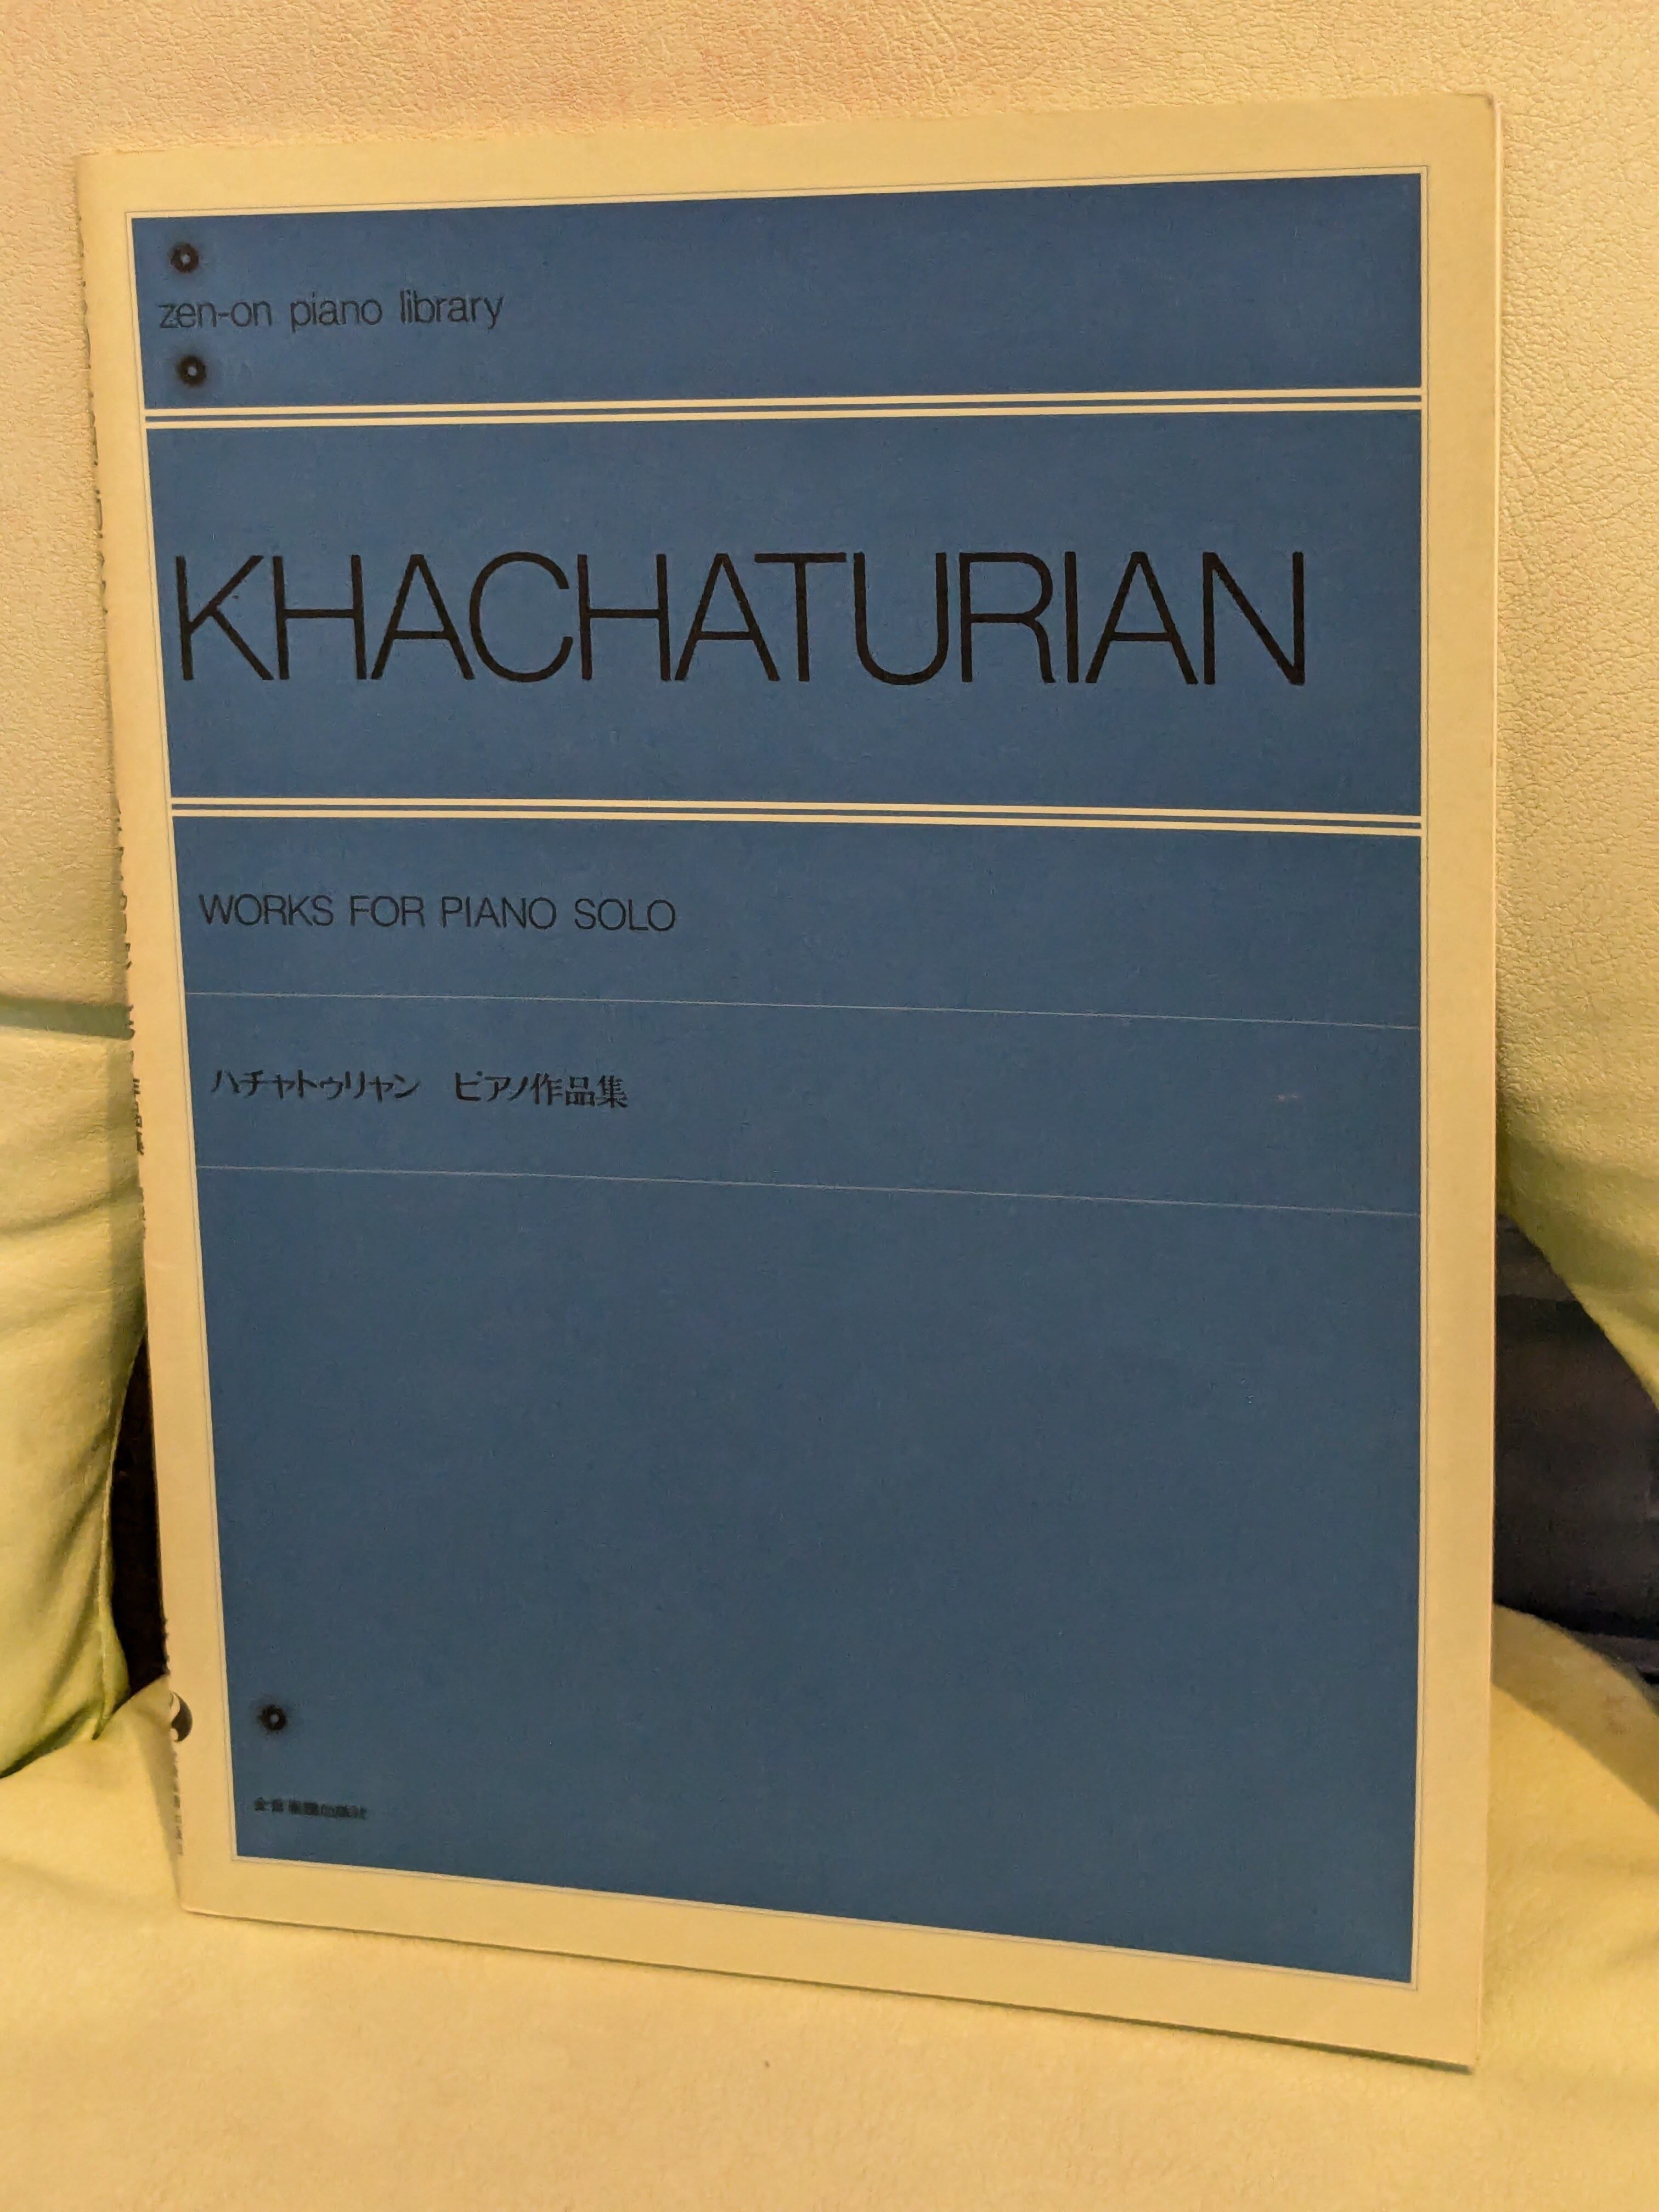 zen-on piano library
KHACHATURIAN
WORKS FOR PIANO SOLO
ハチャトゥリャン ピアノ作品集
全音楽譜出版社